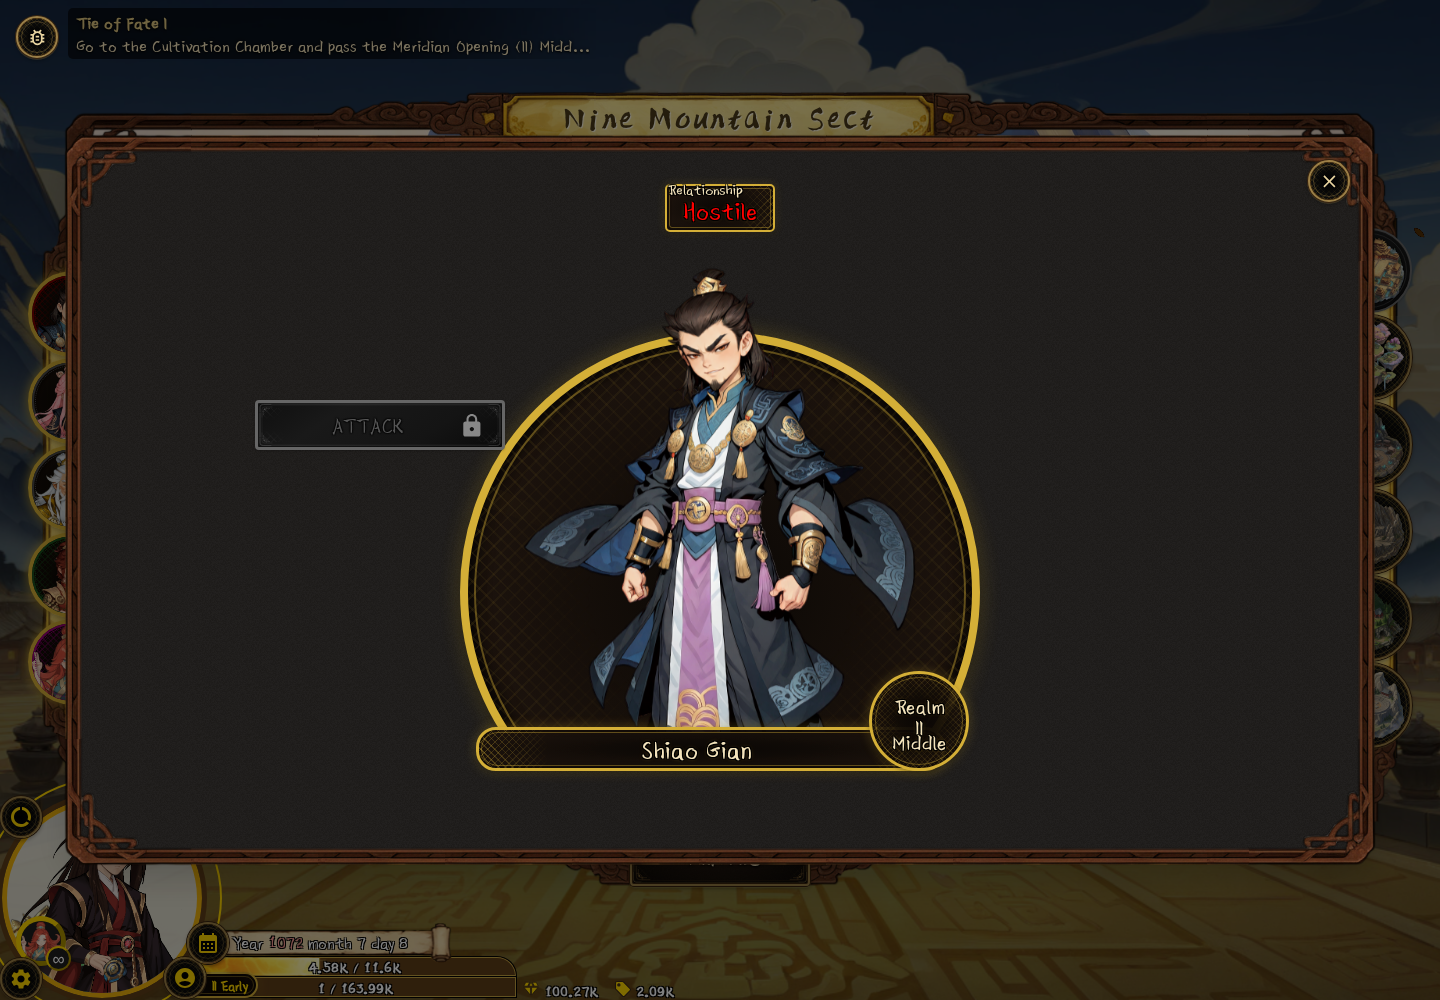 Tie of Fate I
Go to the Cultivation Chamber and pass the Meridian Opening (II) Midd...
Nine Mountain Sect
Relationship
Hostile
ATTACK
Realm
II
Middle
Shiao Gian
Year 1072 month 7 day 8
4.58K / 11.6K
II Early
1 / 163.99K
100.27K
2.09K